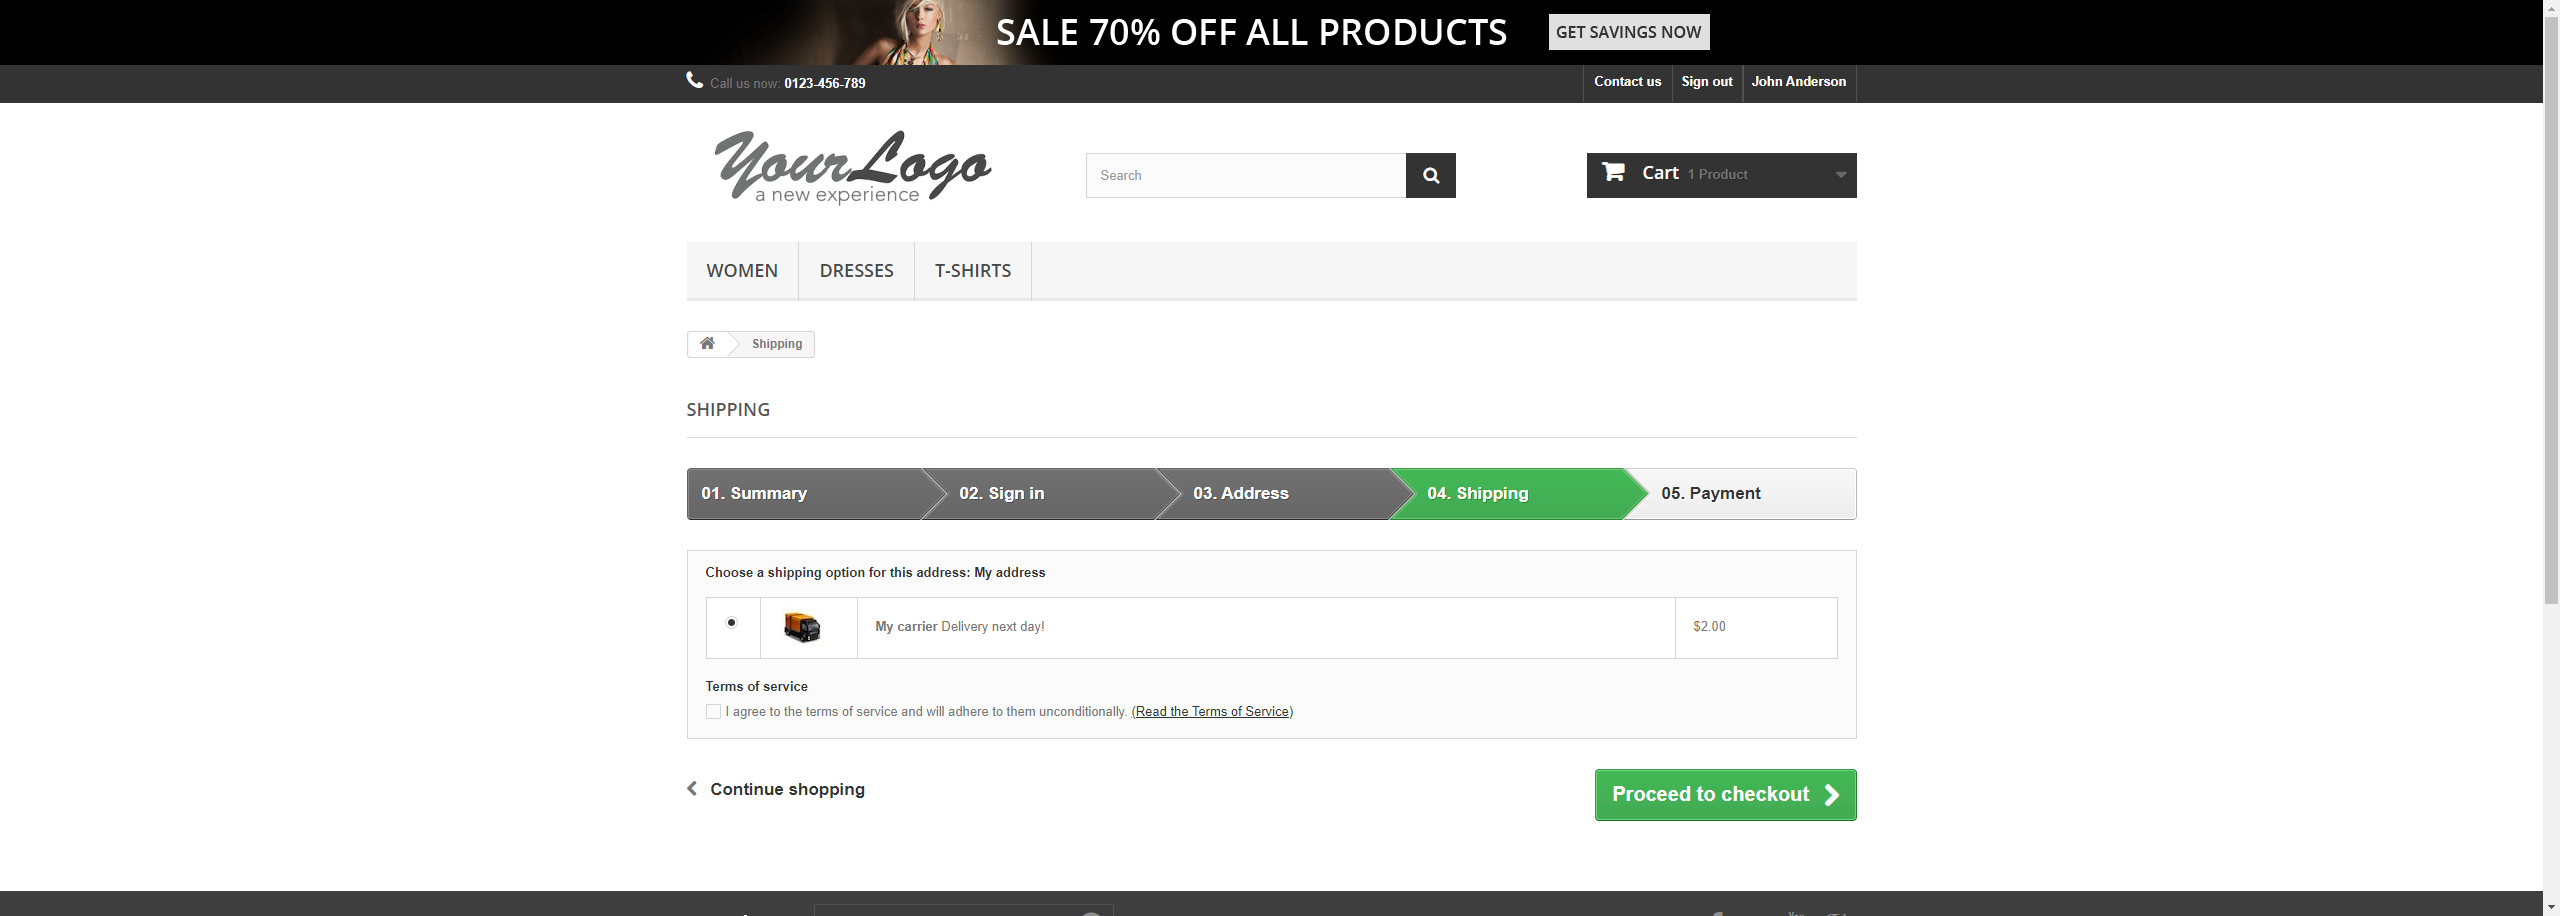 SALE 70% OFF ALL PRODUCTS GET SAVINGS NOW
Call us now: 0123-456-789 Contact us Sign out John Anderson
YourLogo
a new experience
Search
Cart 1 Product
WOMEN DRESSES T-SHIRTS
Shipping
SHIPPING
01. Summary 02. Sign in 03. Address 04. Shipping 05. Payment
Choose a shipping option for this address: My address
My carrier Delivery next day! $2.00
Terms of service
I agree to the terms of service and will adhere to them unconditionally. (Read the Terms of Service)
Continue shopping Proceed to checkout